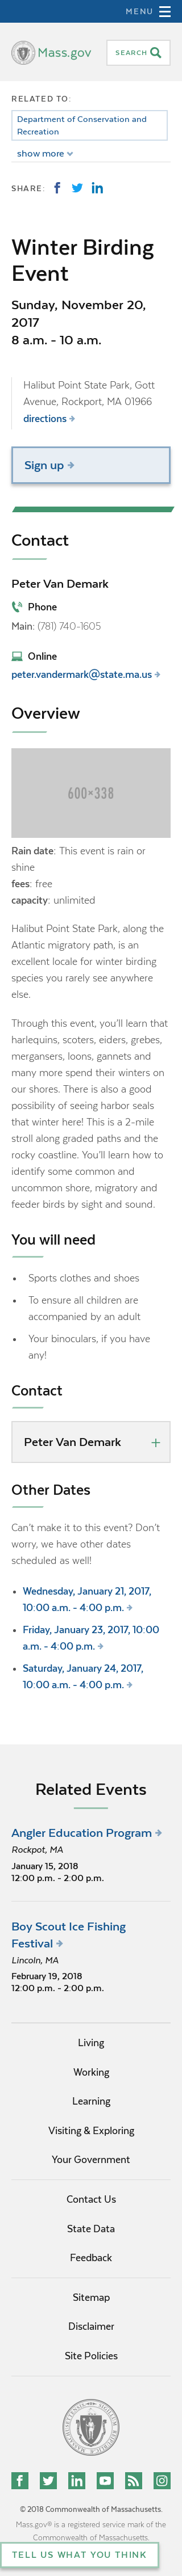 MENU
Mass.gov
SEARCH
RELATED TO:
Department of Conservation and
Recreation
show more
SHARE:
Winter Birding
Event
Sunday, November 20,
2017
8 a.m. - 10 a.m.
Halibut Point State Park, Gott
Avenue, Rockport, MA 01966
directions
Sign up
Contact
Peter Van Demark
Phone
Main: (781) 740-1605
Online
peter.vandermark@state.ma.us
Overview
600×338
Rain date: This event is rain or
shine
fees: free
capacity: unlimited
Halibut Point State Park, along the
Atlantic migratory path, is an
excellent locale for winter birding
species you rarely see anywhere
else.
Through this event, you'll learn that
harlequins, scoters, eiders, grebes,
mergansers, loons, gannets and
many more spend their winters on
our shores. There is also a good
possibility of seeing harbor seals
that winter here! This is a 2-mile
stroll along graded paths and the
rocky coastline. You'll learn how to
identify some common and
uncommon shore, migratory and
feeder birds by sight and sound.
You will need
Sports clothes and shoes
To ensure all children are
accompanied by an adult
Your binoculars, if you have
any!
Contact
Peter Van Demark
Other Dates
Can't make it to this event? Don't
worry, we have other dates
scheduled as well!
Wednesday, January 21, 2017,
10:00 a.m. - 4:00 p.m.
Friday, January 23, 2017, 10:00
a.m. - 4:00 p.m.
Saturday, January 24, 2017,
10:00 a.m. - 4:00 p.m.
Related Events
Angler Education Program
Rockpot, MA
January 15, 2018
12:00 p.m. - 2:00 p.m.
Boy Scout Ice Fishing
Festival
Lincoln, MA
February 19, 2018
12:00 p.m. - 2:00 p.m.
Living
Working
Learning
Visiting & Exploring
Your Government
Contact Us
State Data
Feedback
Sitemap
Disclaimer
Site Policies
© 2018 Commonwealth of Massachusetts.
Mass.gov® is a registered service mark of the
Commonwealth of Massachusetts.
TELL US WHAT YOU THINK